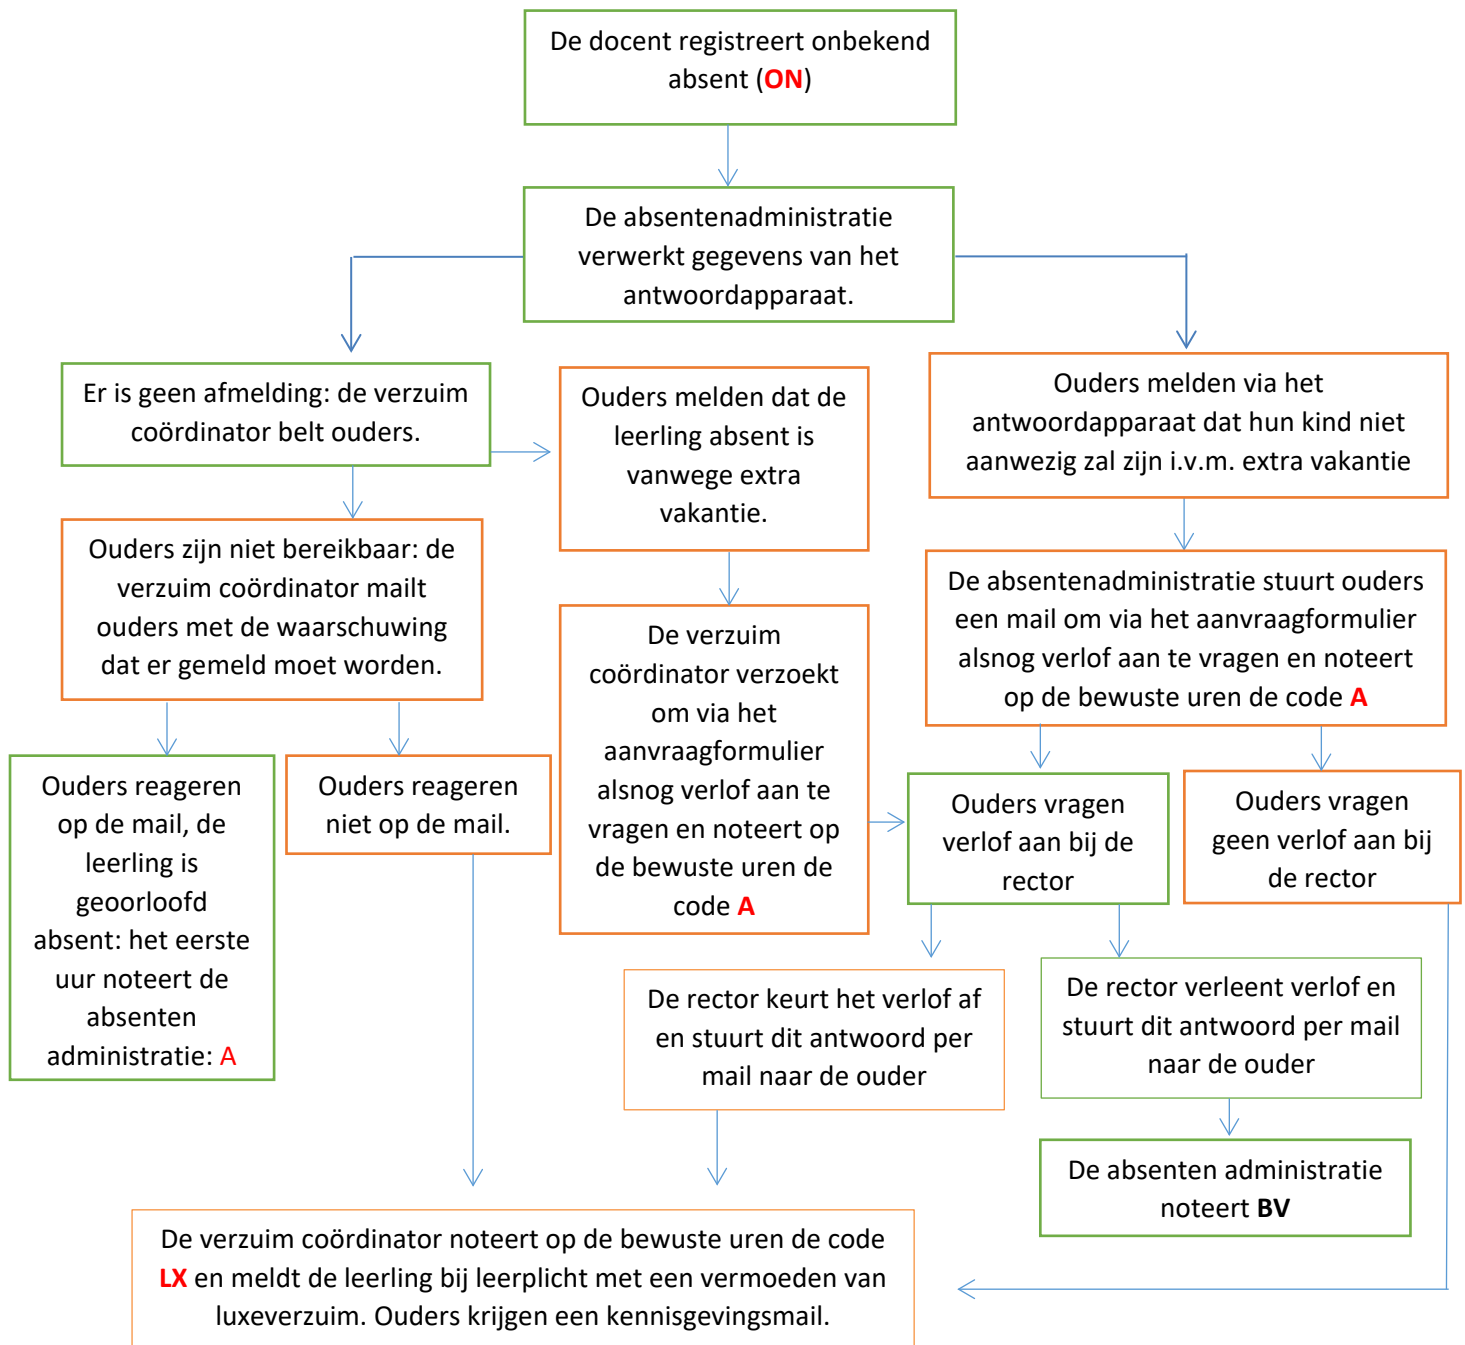 De docent registreert onbekend
absent (ON)
De absentenadministratie
verwerkt gegevens van het
antwoordapparaat.
Er is geen afmelding: de verzuim
coördinator belt ouders.
Ouders melden dat de
leerling absent is
vanwege extra
vakantie.
Ouders melden via het
antwoordapparaat dat hun kind niet
aanwezig zal zijn i.v.m. extra vakantie
Ouders zijn niet bereikbaar: de
verzuim coördinator mailt
ouders met de waarschuwing
dat er gemeld moet worden.
De verzuim
coördinator verzoekt
om via het
aanvraagformulier
alsnog verlof aan te
vragen en noteert op
de bewuste uren de
code A
De absentenadministratie stuurt ouders
een mail om via het aanvraagformulier
alsnog verlof aan te vragen en noteert
op de bewuste uren de code A
Ouders reageren
op de mail, de
leerling is
geoorloofd
absent: het eerste
uur noteert de
absenten
administratie: A
Ouders reageren
niet op de mail.
Ouders vragen
verlof aan bij de
rector
Ouders vragen
geen verlof aan bij
de rector
De rector keurt het verlof af
en stuurt dit antwoord per
mail naar de ouder
De rector verleent verlof en
stuurt dit antwoord per mail
naar de ouder
De absenten administratie
noteert BV
De verzuim coördinator noteert op de bewuste uren de code
LX en meldt de leerling bij leerplicht met een vermoeden van
luxeverzuim. Ouders krijgen een kennisgevingsmail.